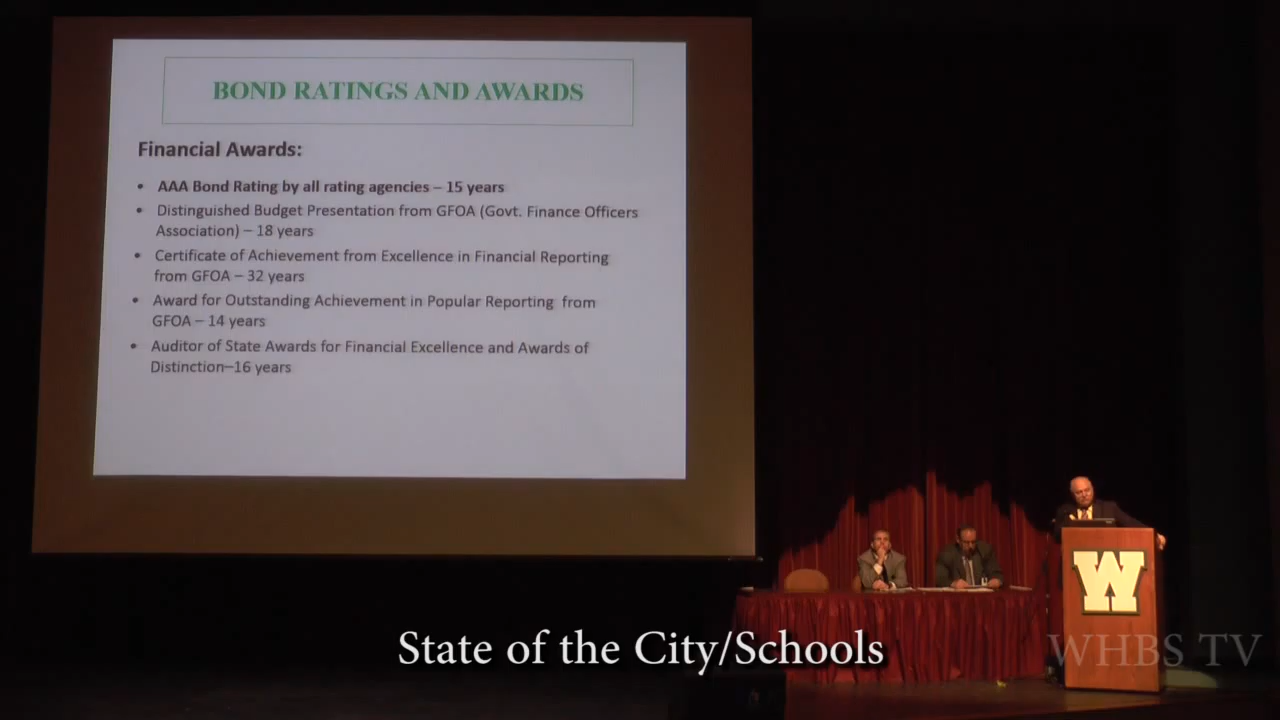 BOND RATINGS AND AWARDS
Financial Awards:
• AAA Bond Rating by all rating agencies – 15 years
• Distinguished Budget Presentation from GFOA (Govt. Finance Officers
Association) – 18 years
• Certificate of Achievement from Excellence in Financial Reporting
from GFOA – 32 years
• Award for Outstanding Achievement in Popular Reporting from
GFOA – 14 years
• Auditor of State Awards for Financial Excellence and Awards of
Distinction–16 years
W
State of the City/Schools
WHBS TV